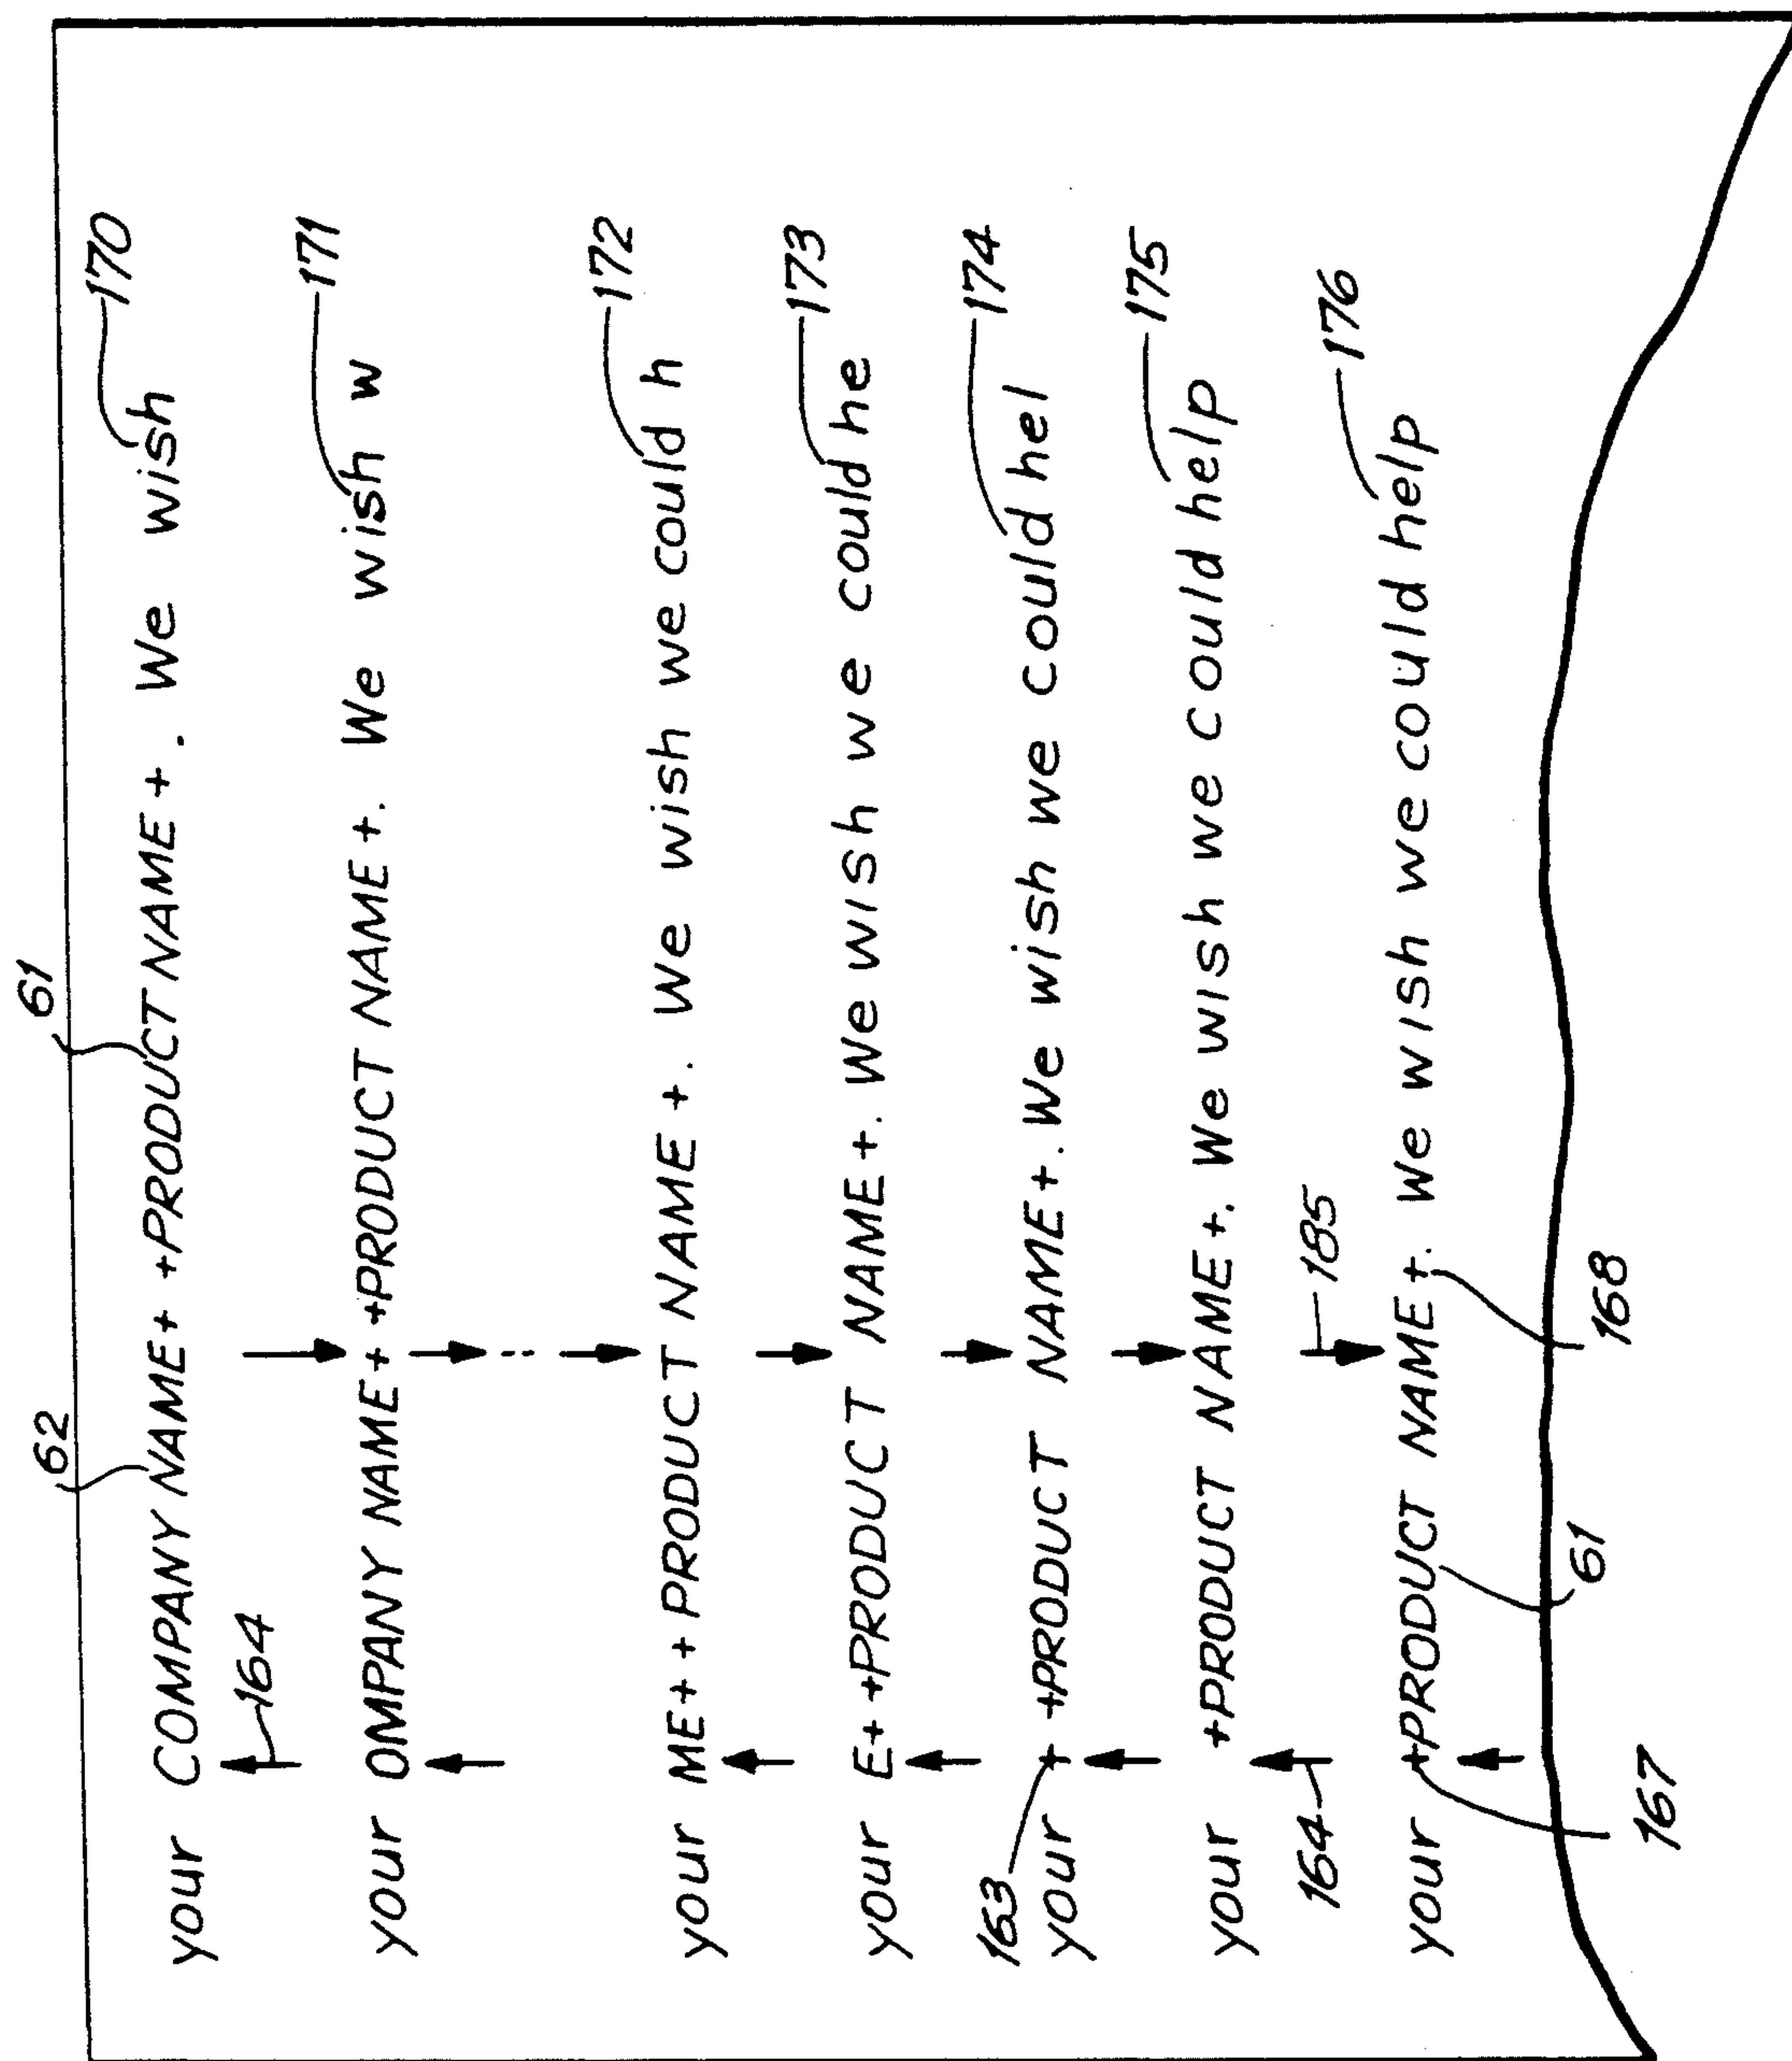 62 61
your COMPANY NAME+ +PRODUCT NAME+. We wish 170
164
your OMPANY NAME+ +PRODUCT NAME+. We wish w 171
your ME+ +PRODUCT NAME+. We wish we could h 172
your E+ +PRODUCT NAME+. We wish we could he 173
163
your + +PRODUCT NAME+. We wish we could hel 174
your +PRODUCT NAME+. We wish we could help 175
164 185
your +PRODUCT NAME+. We wish we could help 176
167 61 168